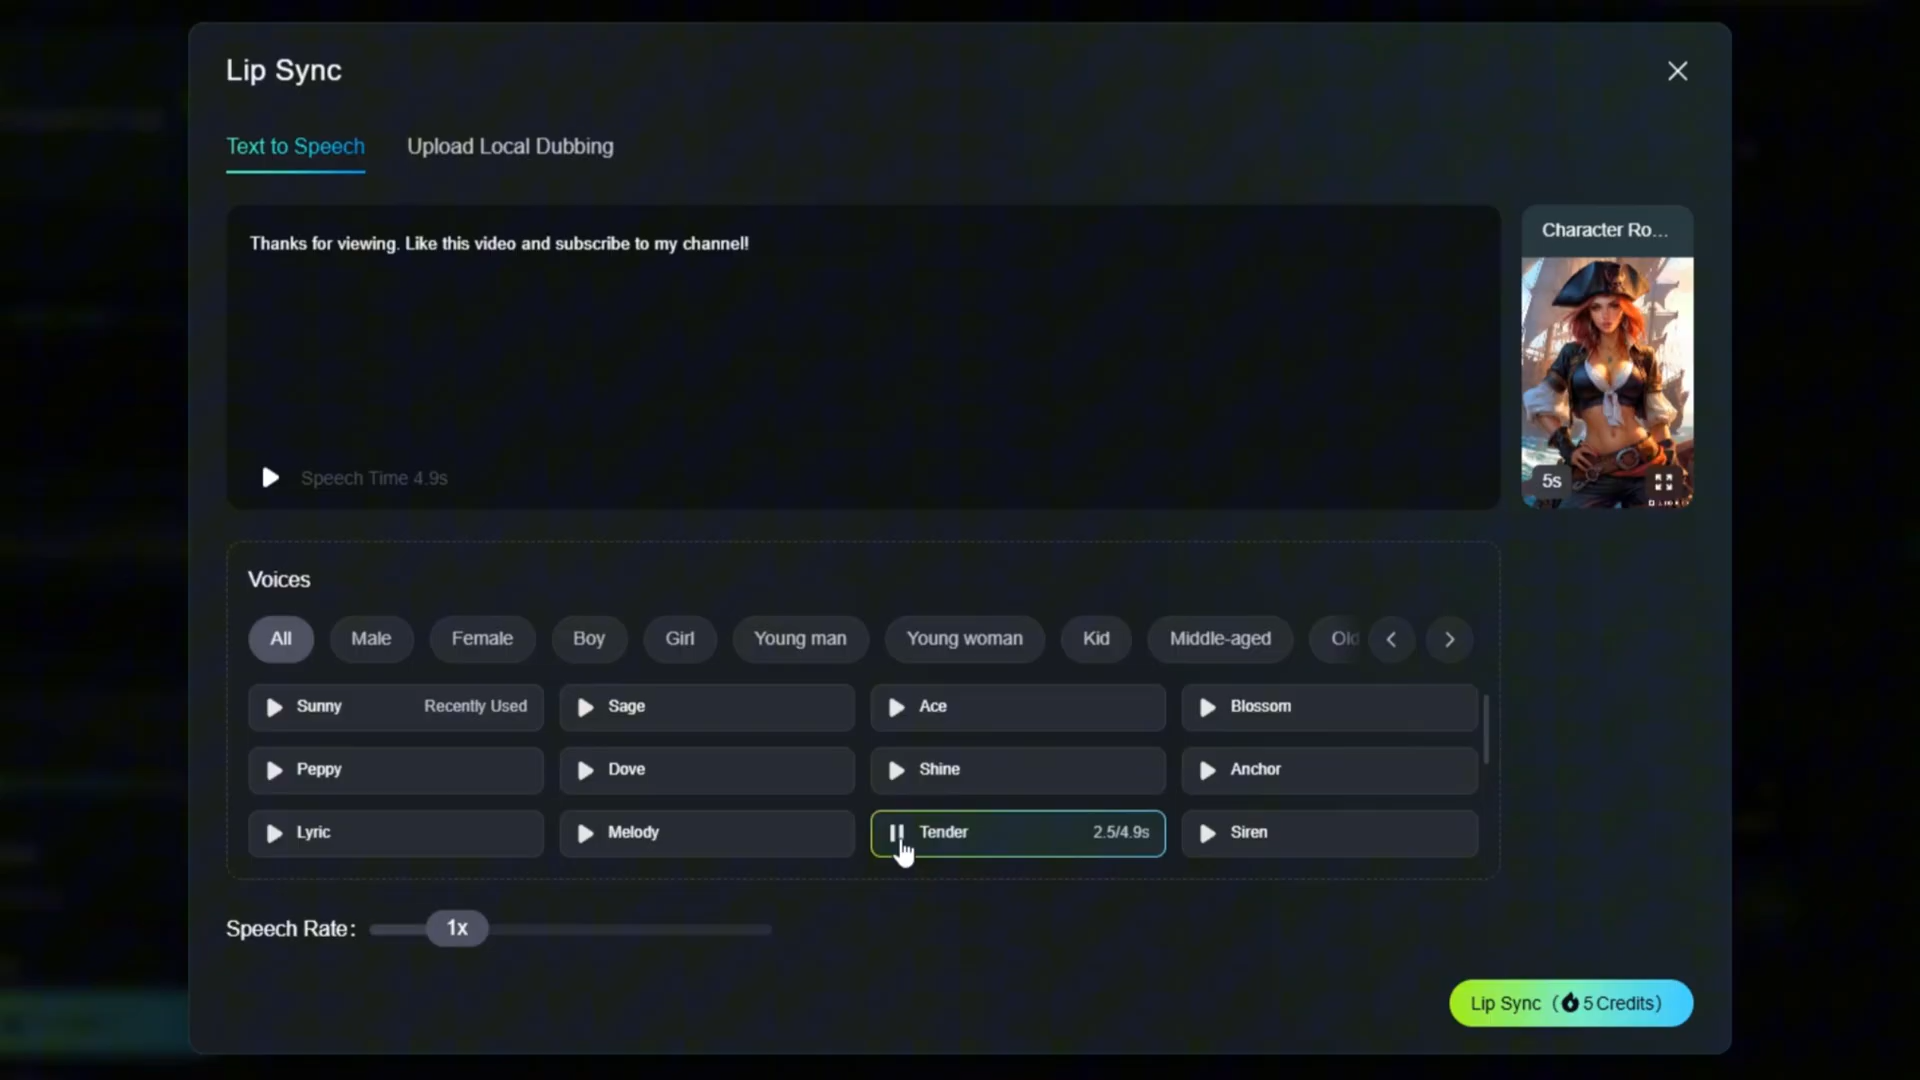 Lip Sync
Text to Speech
Upload Local Dubbing
Thanks for viewing. Like this video and subscribe to my channel!
Character Ro...
Speech Time 4.9s
5s
Voices
All
Male
Female
Boy
Girl
Young man
Young woman
Kid
Middle-aged
Old
Sunny
Recently Used
Sage
Ace
Blossom
Peppy
Dove
Shine
Anchor
Lyric
Melody
Tender
2.5/4.9s
Siren
Speech Rate:
1x
Lip Sync ( 5 Credits)